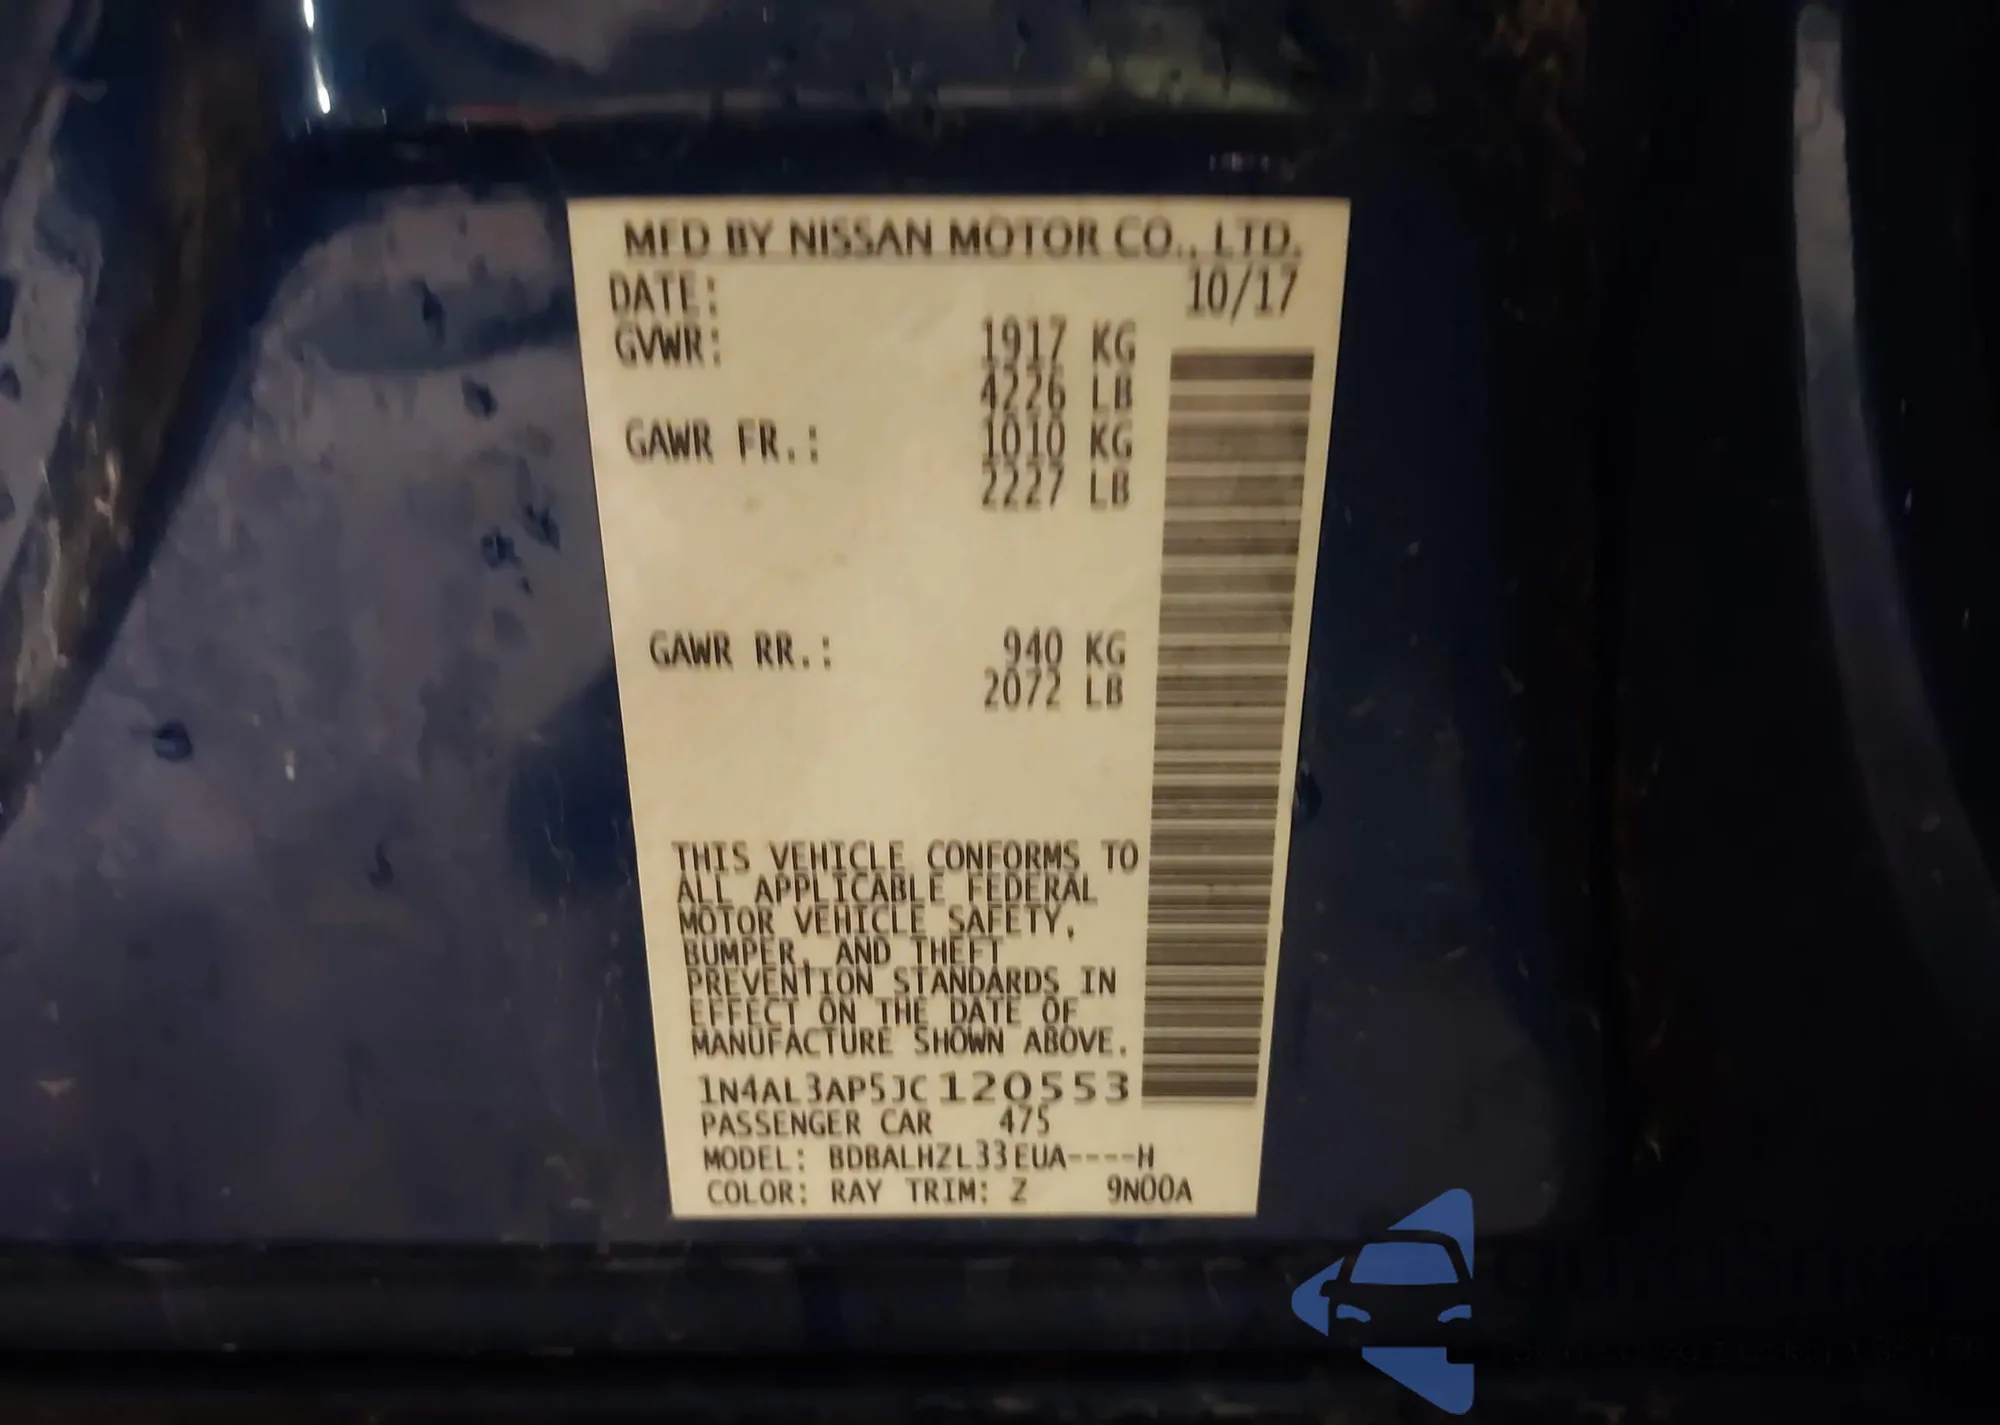 MFD BY NISSAN MOTOR CO., LTD.
DATE: 10/17
GVWR: 1917 KG
4226 LB
GAWR FR.: 1010 KG
2227 LB
GAWR RR.: 940 KG
2072 LB
THIS VEHICLE CONFORMS TO
ALL APPLICABLE FEDERAL
MOTOR VEHICLE SAFETY,
BUMPER, AND THEFT
PREVENTION STANDARDS IN
EFFECT ON THE DATE OF
MANUFACTURE SHOWN ABOVE.
1N4AL3AP5JC120553
PASSENGER CAR 475
MODEL: BDBALHZL33EUA----H
COLOR: RAY TRIM: Z 9N00A